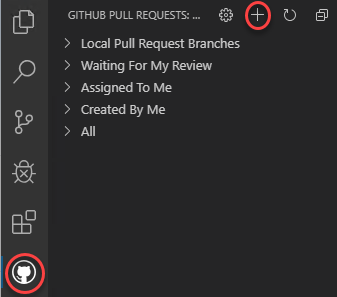 GITHUB PULL REQUESTS: ...
Local Pull Request Branches
Waiting For My Review
Assigned To Me
Created By Me
All